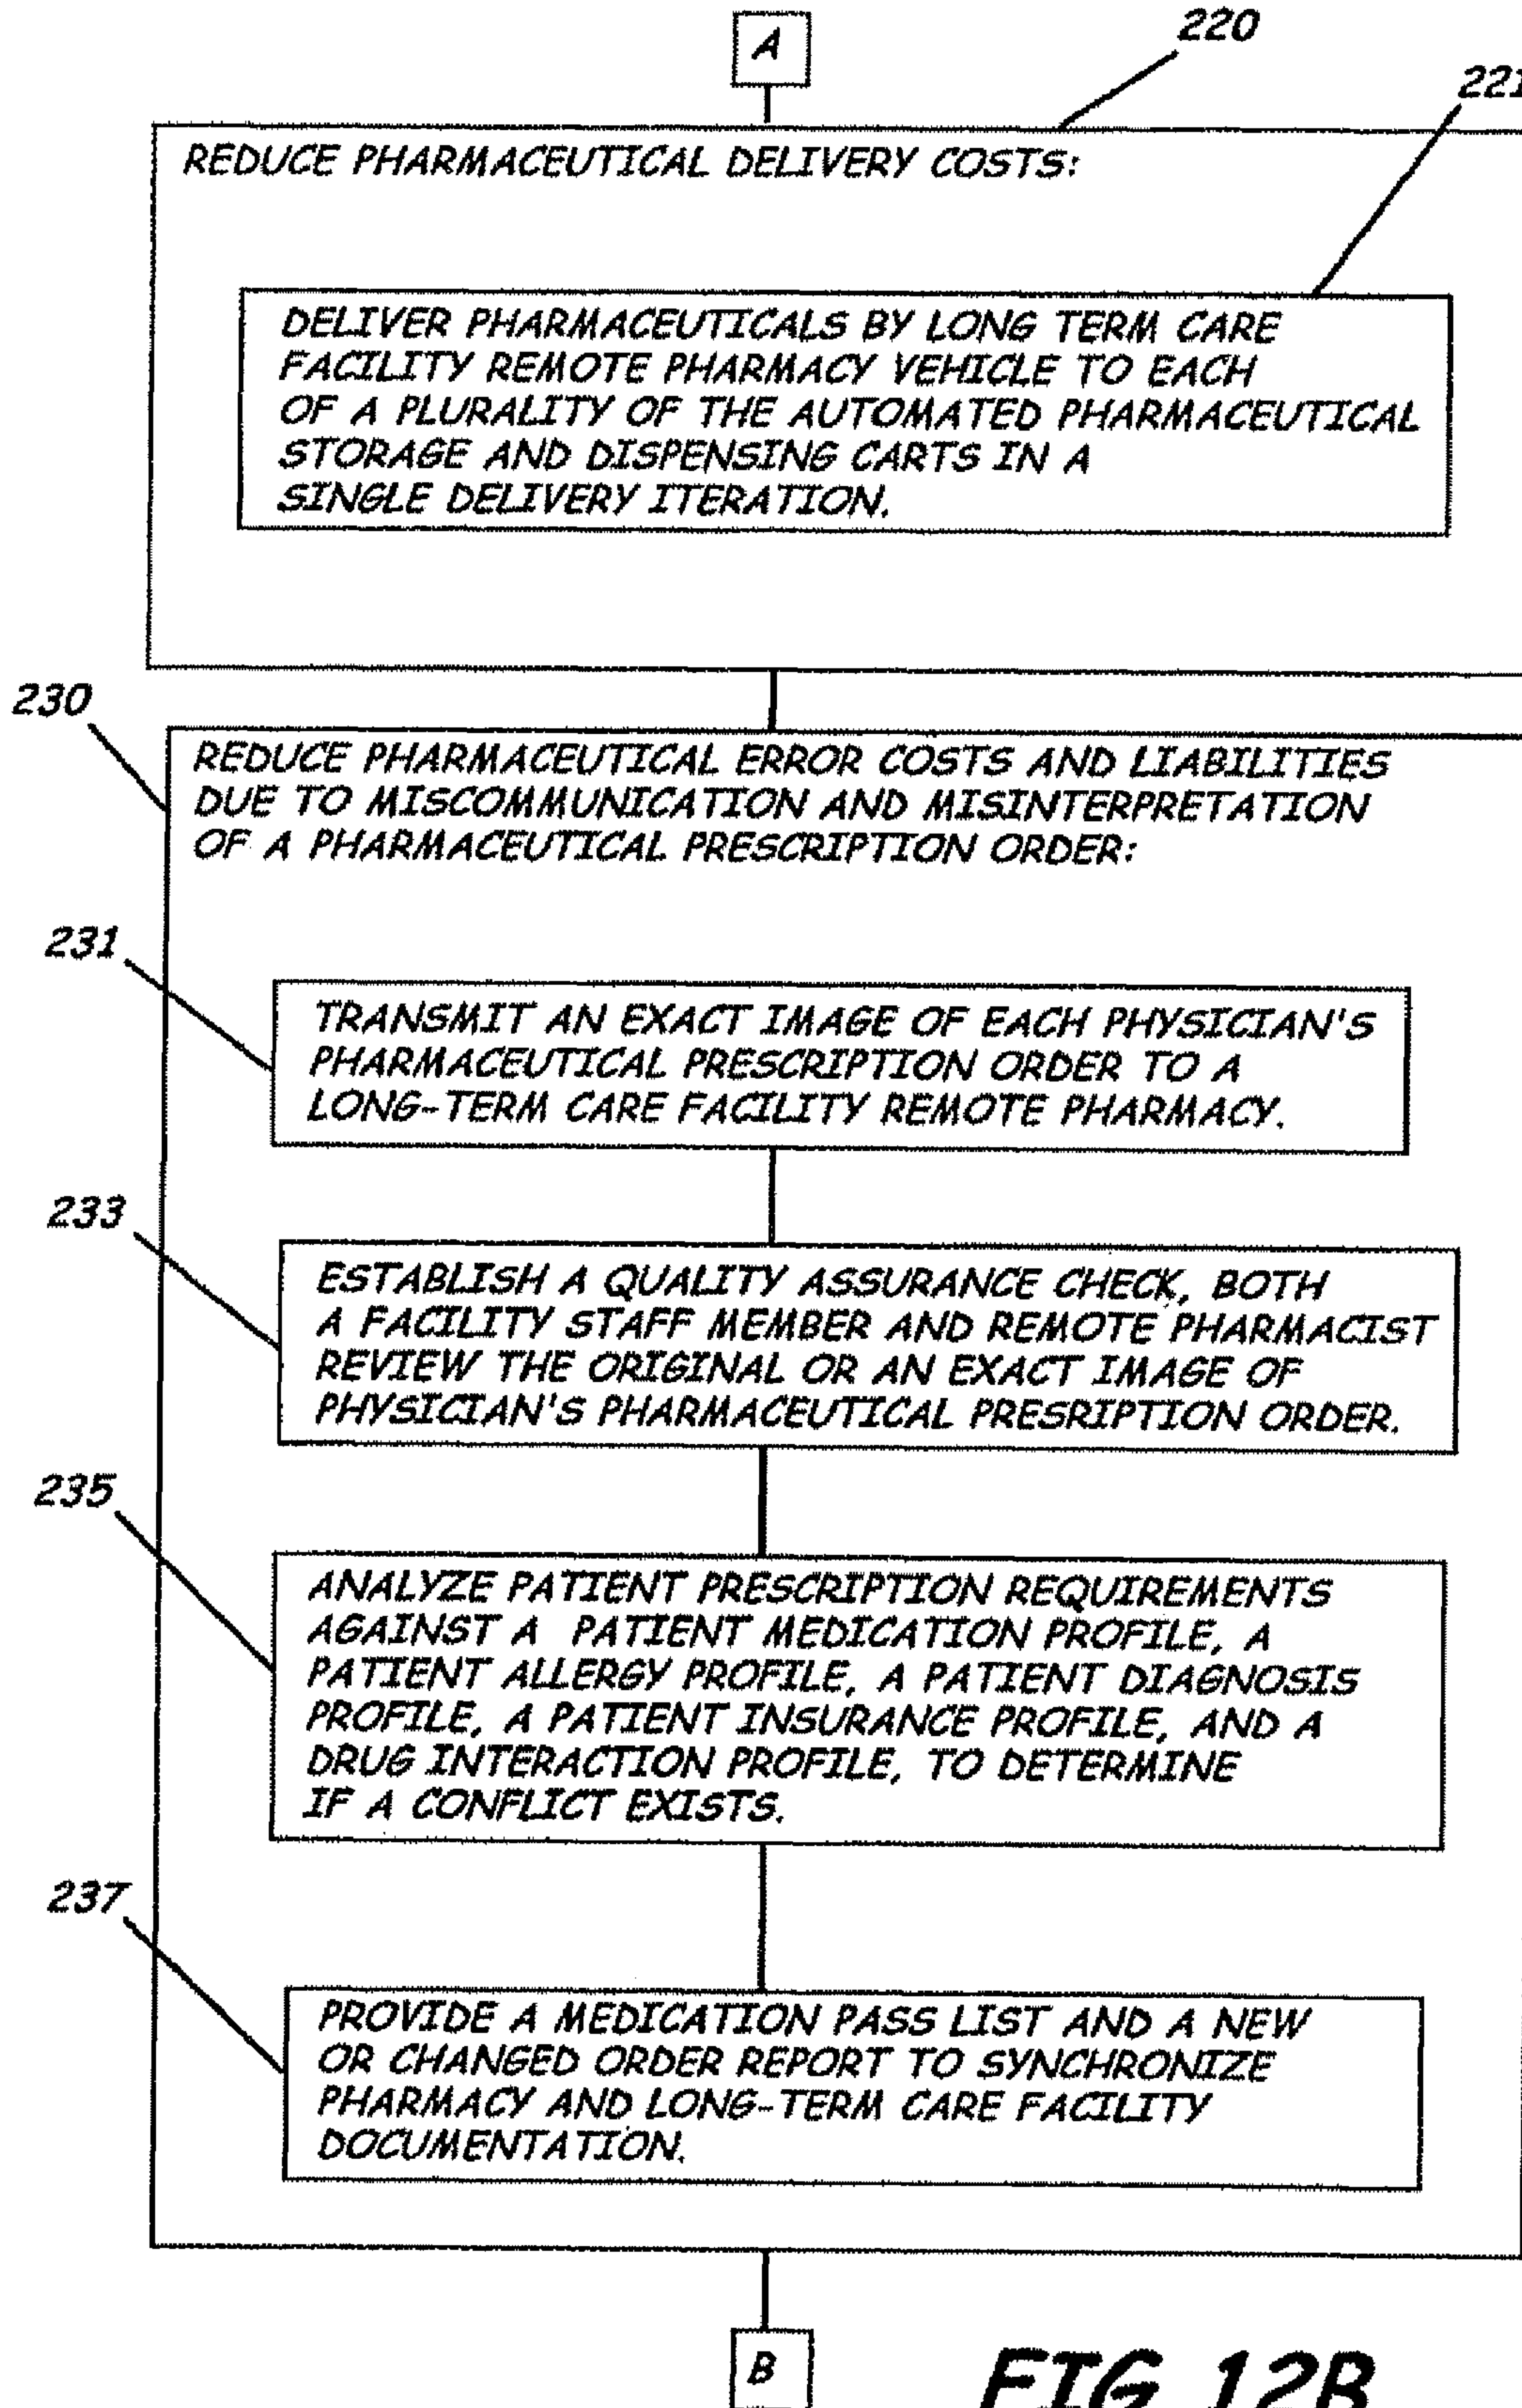 A
220
221
REDUCE PHARMACEUTICAL DELIVERY COSTS:
DELIVER PHARMACEUTICALS BY LONG TERM CARE
FACILITY REMOTE PHARMACY VEHICLE TO EACH
OF A PLURALITY OF THE AUTOMATED PHARMACEUTICAL
STORAGE AND DISPENSING CARTS IN A
SINGLE DELIVERY ITERATION.
230
REDUCE PHARMACEUTICAL ERROR COSTS AND LIABILITIES
DUE TO MISCOMMUNICATION AND MISINTERPRETATION
OF A PHARMACEUTICAL PRESCRIPTION ORDER:
231
TRANSMIT AN EXACT IMAGE OF EACH PHYSICIAN'S
PHARMACEUTICAL PRESCRIPTION ORDER TO A
LONG-TERM CARE FACILITY REMOTE PHARMACY.
233
ESTABLISH A QUALITY ASSURANCE CHECK, BOTH
A FACILITY STAFF MEMBER AND REMOTE PHARMACIST
REVIEW THE ORIGINAL OR AN EXACT IMAGE OF
PHYSICIAN'S PHARMACEUTICAL PRESRIPTION ORDER.
235
ANALYZE PATIENT PRESCRIPTION REQUIREMENTS
AGAINST A PATIENT MEDICATION PROFILE, A
PATIENT ALLERGY PROFILE, A PATIENT DIAGNOSIS
PROFILE, A PATIENT INSURANCE PROFILE, AND A
DRUG INTERACTION PROFILE, TO DETERMINE
IF A CONFLICT EXISTS.
237
PROVIDE A MEDICATION PASS LIST AND A NEW
OR CHANGED ORDER REPORT TO SYNCHRONIZE
PHARMACY AND LONG-TERM CARE FACILITY
DOCUMENTATION.
B
FIG 12B